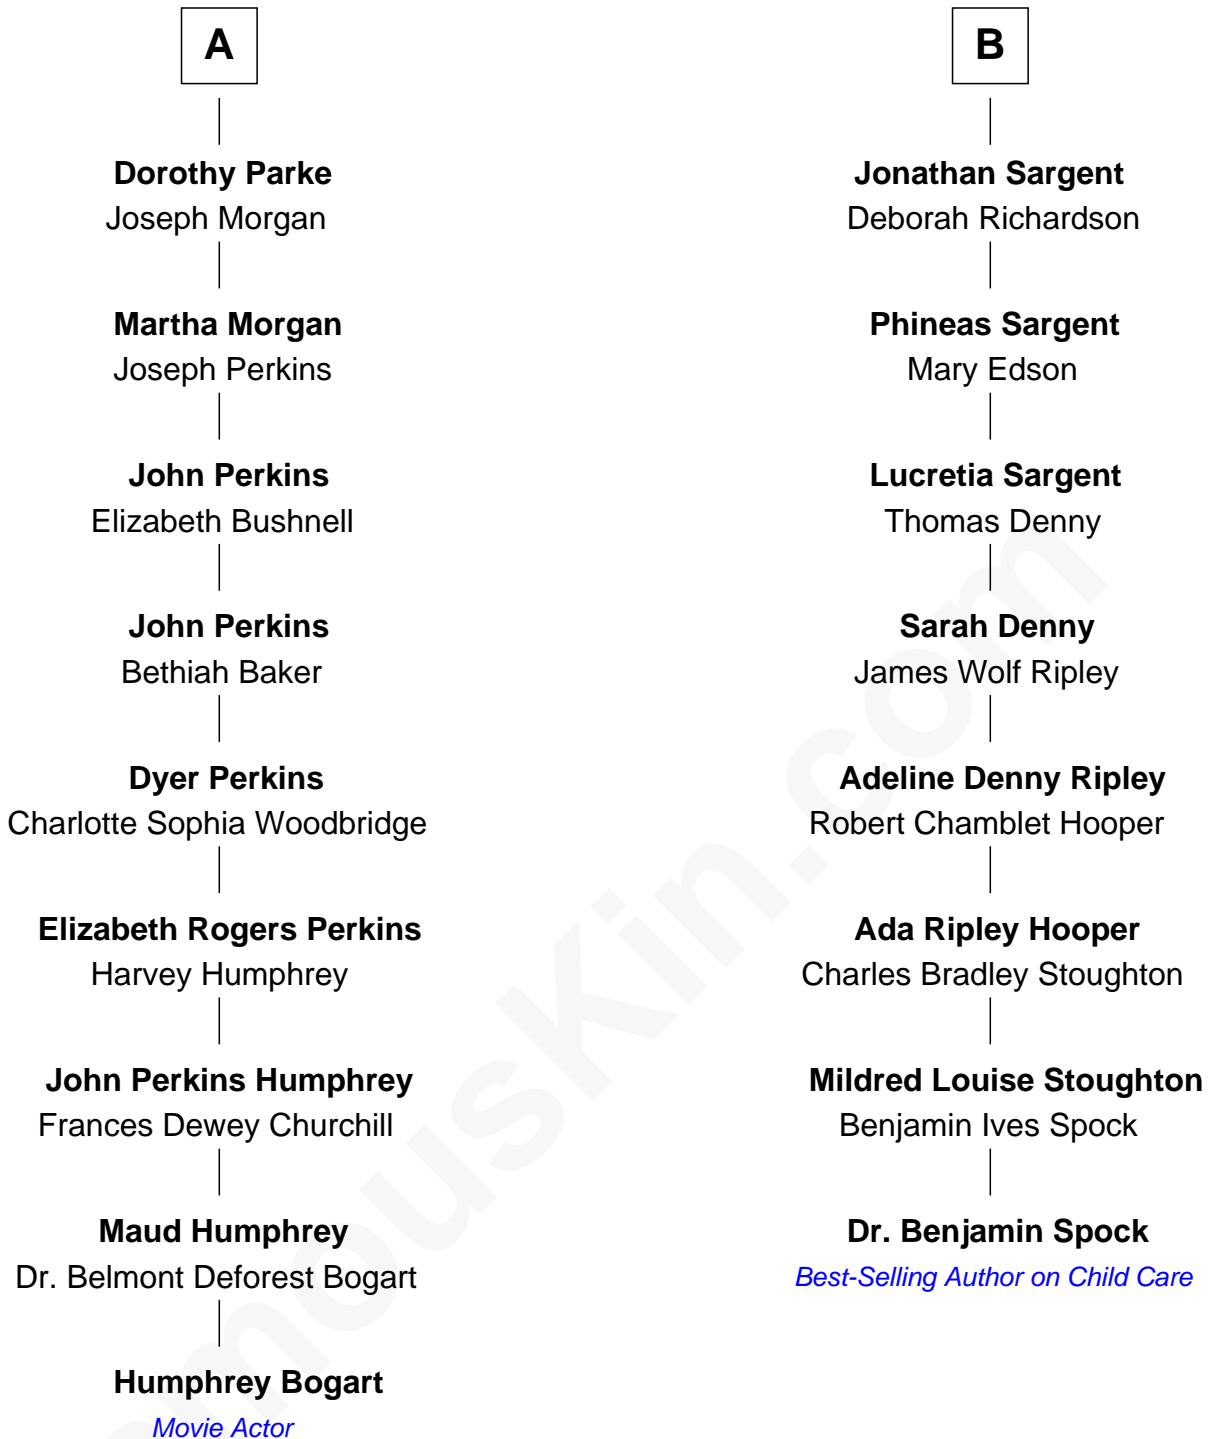 A
Dorothy Parke
Joseph Morgan
Martha Morgan
Joseph Perkins
John Perkins
Elizabeth Bushnell
John Perkins
Bethiah Baker
Dyer Perkins
Charlotte Sophia Woodbridge
Elizabeth Rogers Perkins
Harvey Humphrey
John Perkins Humphrey
Frances Dewey Churchill
Maud Humphrey
Dr. Belmont Deforest Bogart
Humphrey Bogart
Movie Actor
B
Jonathan Sargent
Deborah Richardson
Phineas Sargent
Mary Edson
Lucretia Sargent
Thomas Denny
Sarah Denny
James Wolf Ripley
Adeline Denny Ripley
Robert Chamblet Hooper
Ada Ripley Hooper
Charles Bradley Stoughton
Mildred Louise Stoughton
Benjamin Ives Spock
Dr. Benjamin Spock
Best-Selling Author on Child Care
mousKin.com